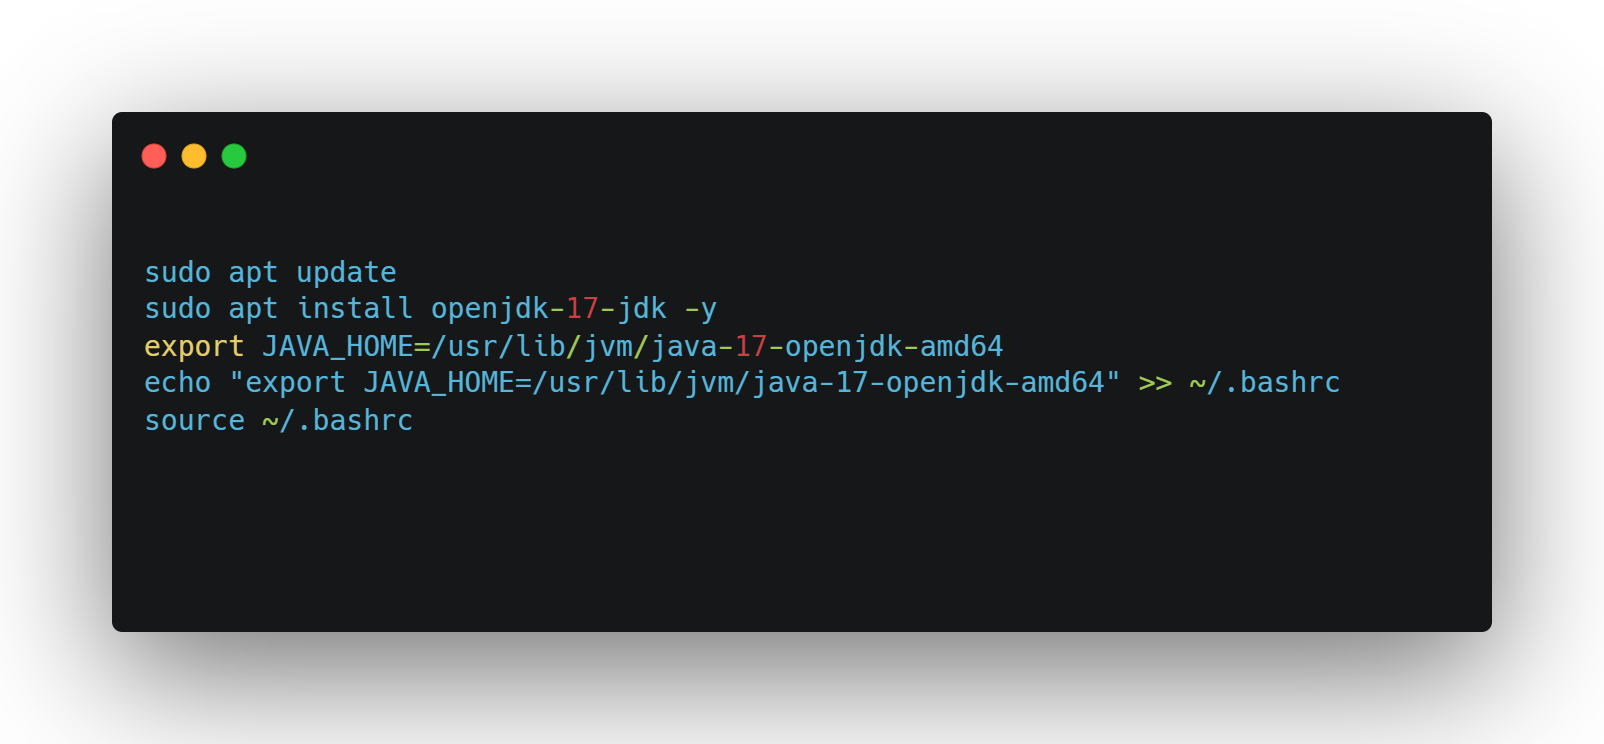 sudo apt update
sudo apt install openjdk-17-jdk -y
export JAVA_HOME=/usr/lib/jvm/java-17-openjdk-amd64
echo "export JAVA_HOME=/usr/lib/jvm/java-17-openjdk-amd64" >> ~/.bashrc
source ~/.bashrc